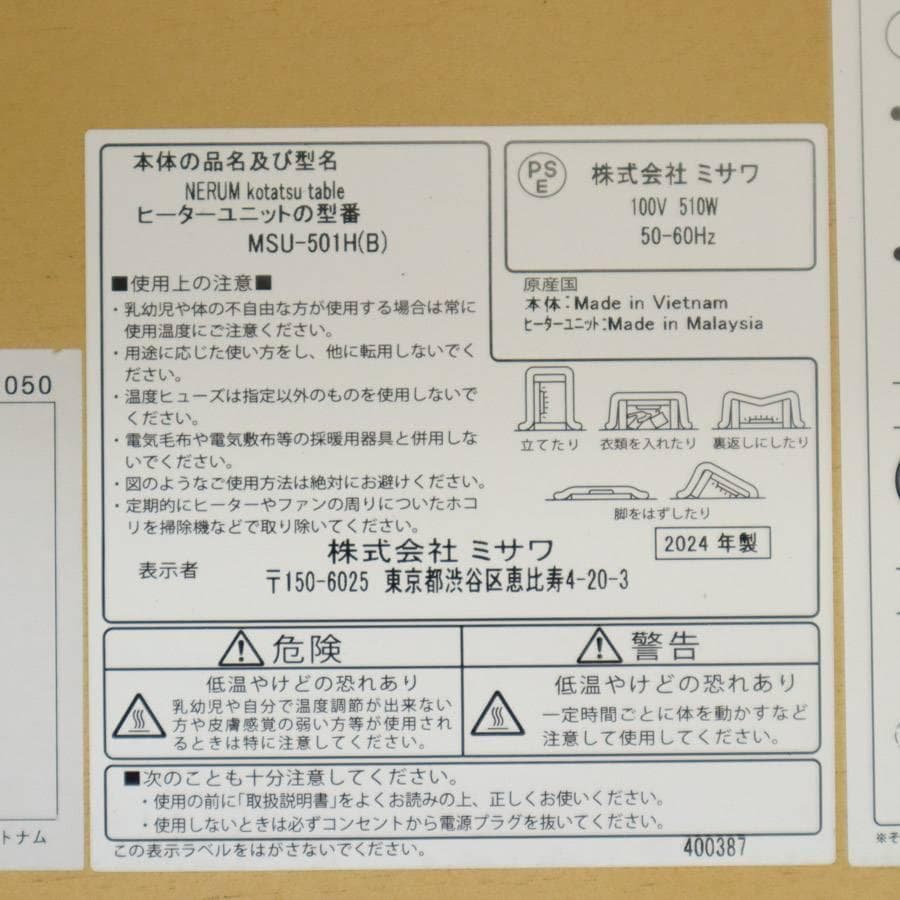 本体の品名及び型名
NERUM kotatsu table
ヒーターユニットの型番
MSU-501H(B)
■使用上の注意■
・乳幼児や体の不自由な方が使用する場合は常に
使用温度にご注意ください。
・用途に応じた使い方をし、他に転用しないでく
ださい。
・温度ヒューズは指定以外のものを使用しないで
ください。
・電気毛布や電気敷布等の採暖用器具と併用しな
いでください。
・図のようなご使用方法は絶対にお避けください。
・定期的にヒーターやファンの周りについたホコ
リを掃除機などで取り除いてください。
PS
E
株式会社 ミサワ
100V 510W
50-60Hz
原産国
本体:Made in Vietnam
ヒーターユニット:Made in Malaysia
立てたり 衣類を入れたり 裏返しにしたり
脚をはずしたり
2024 年製
表示者
株式会社 ミサワ
〒150-6025 東京都渋谷区恵比寿4-20-3
危険
低温やけどの恐れあり
乳幼児や自分で温度調節が出来ない
方や皮膚感覚の弱い方等が使用され
るときは特に注意してください。
警告
低温やけどの恐れあり
一定時間ごとに体を動かすなど
注意して使用してください。
■次のことも十分注意してください。
・使用の前に「取扱説明書」をよくお読みの上、正しくお使いください。
・使用しないときは必ずコンセントから電源プラグを抜いてください。
この表示ラベルをはがさないでください。
400387
050
トナム
※そ